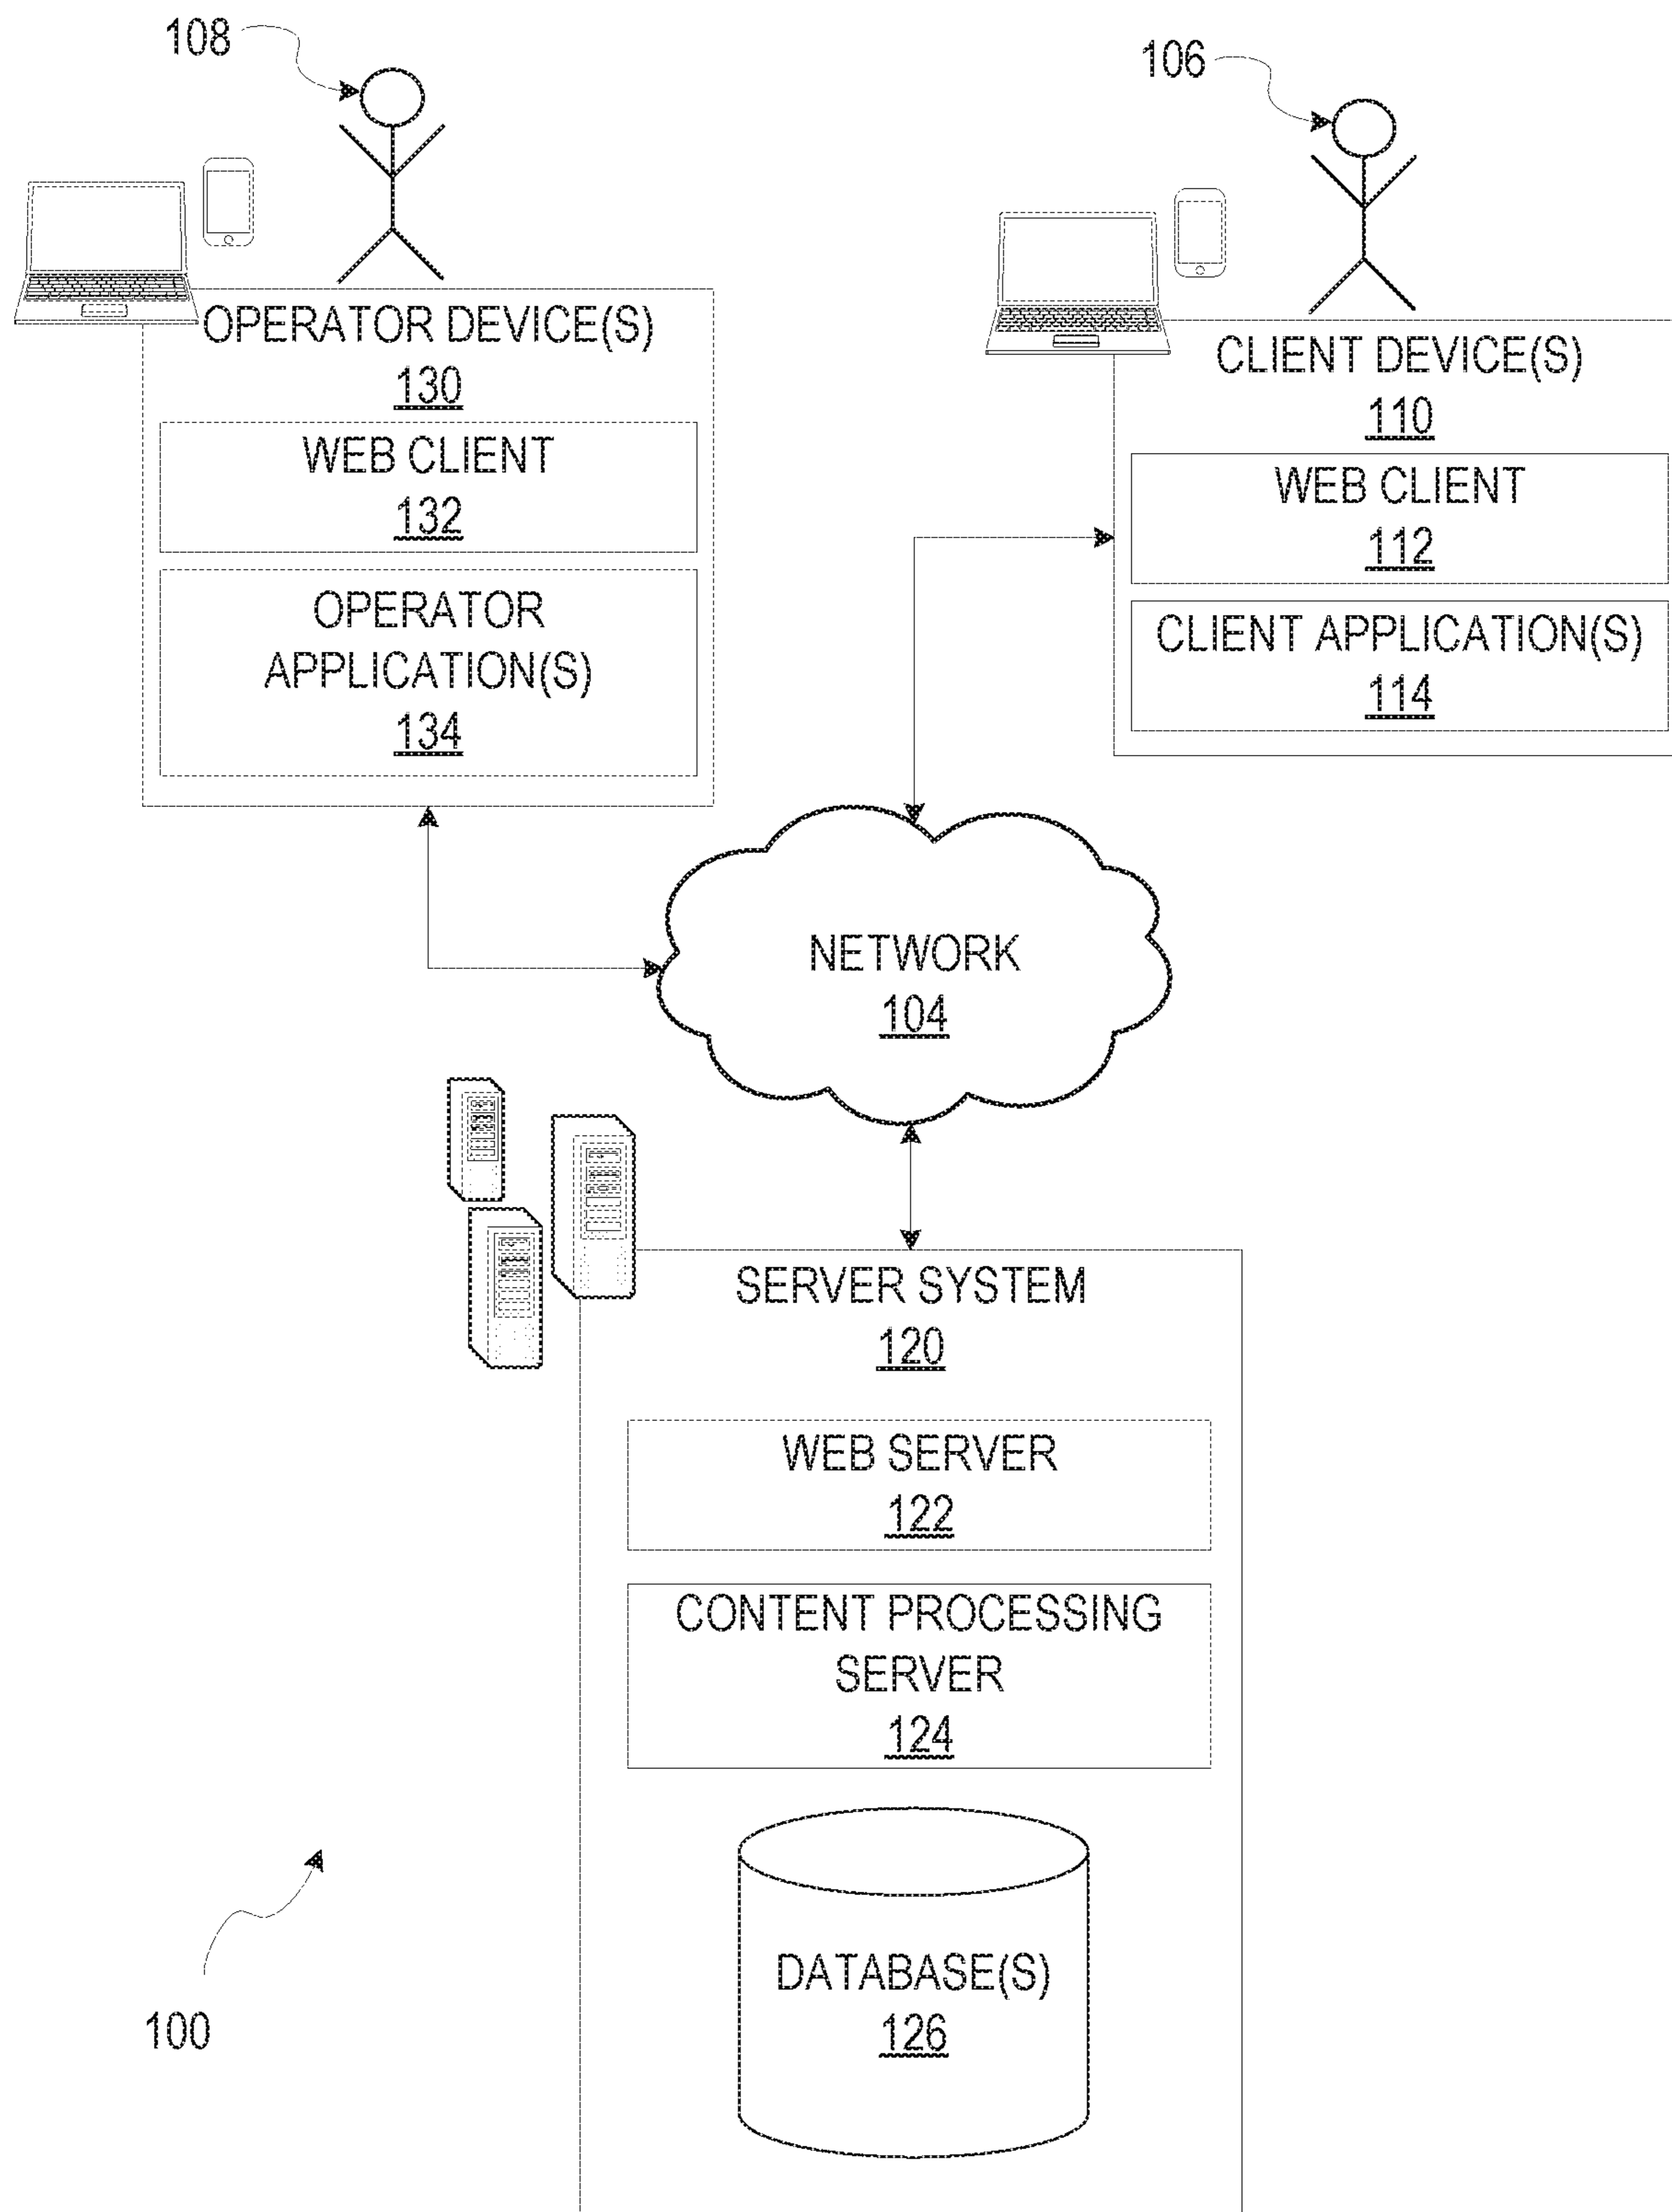 108
OPERATOR DEVICE(S)
130
WEB CLIENT
132
OPERATOR
APPLICATION(S)
134
106
CLIENT DEVICE(S)
110
WEB CLIENT
112
CLIENT APPLICATION(S)
114
NETWORK
104
SERVER SYSTEM
120
WEB SERVER
122
CONTENT PROCESSING
SERVER
124
DATABASE(S)
126
100